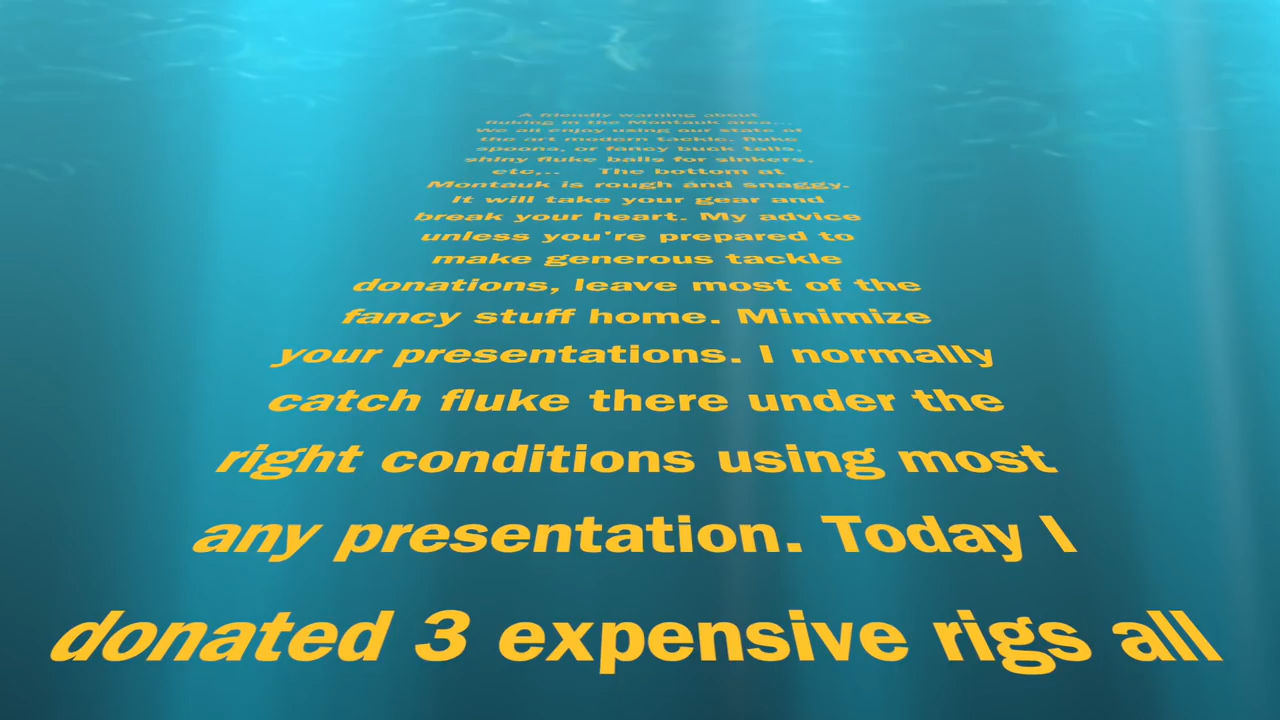 A friendly warning about
fluking in the Montauk area...
We all enjoy using our state of
the art modern tackle. fluke
spoons, or fancy buck tails,
shiny fluke balls for sinkers,
etc,.. The bottom at
Montauk is rough and snaggy.
It will take your gear and
break your heart. My advice
unless you're prepared to
make generous tackle
donations, leave most of the
fancy stuff home. Minimize
your presentations. I normally
catch fluke there under the
right conditions using most
any presentation. Today I
donated 3 expensive rigs all